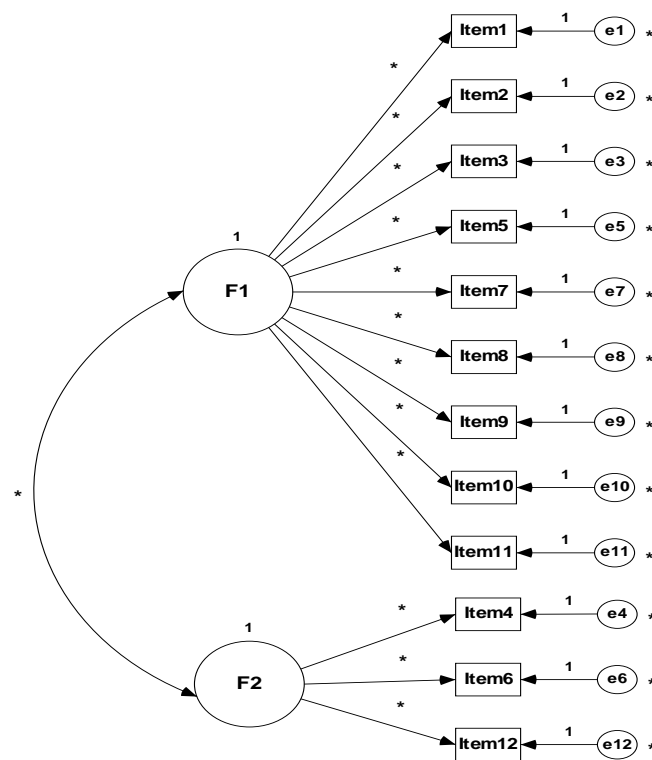 Item1 1 e1 *
*
Item2 1 e2 *
*
Item3 1 e3 *
*
*
Item5 1 e5 *
*
1
F1
*
Item7 1 e7 *
*
Item8 1 e8 *
*
Item9 1 e9 *
*
*
Item10 1 e10 *
*
Item11 1 e11 *
1
F2
*
Item4 1 e4 *
*
Item6 1 e6 *
*
Item12 1 e12 *